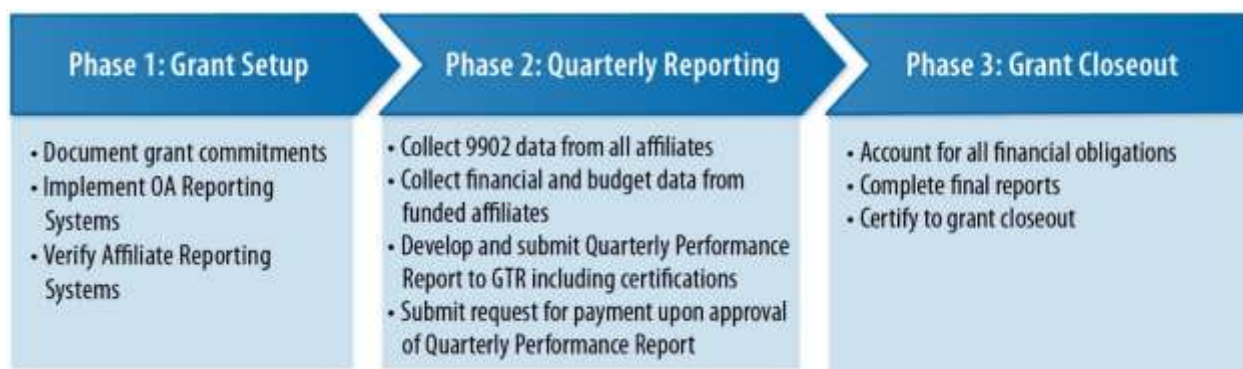 Phase 1: Grant Setup
• Document grant commitments
• Implement OA Reporting
Systems
• Verify Affiliate Reporting
Systems
Phase 2: Quarterly Reporting
• Collect 9902 data from all affiliates
• Collect financial and budget data from
funded affiliates
• Develop and submit Quarterly Performance
Report to GTR including certifications
• Submit request for payment upon approval
of Quarterly Performance Report
Phase 3: Grant Closeout
• Account for all financial obligations
• Complete final reports
• Certify to grant closeout